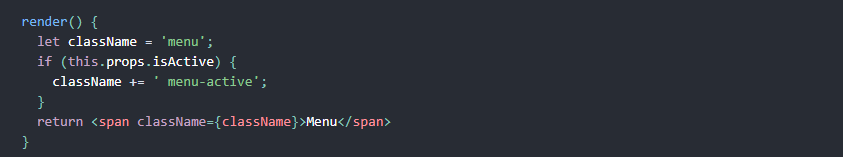 render() {
  let className = 'menu';
  if (this.props.isActive) {
    className += ' menu-active';
  }
  return <span className={className}>Menu</span>
}